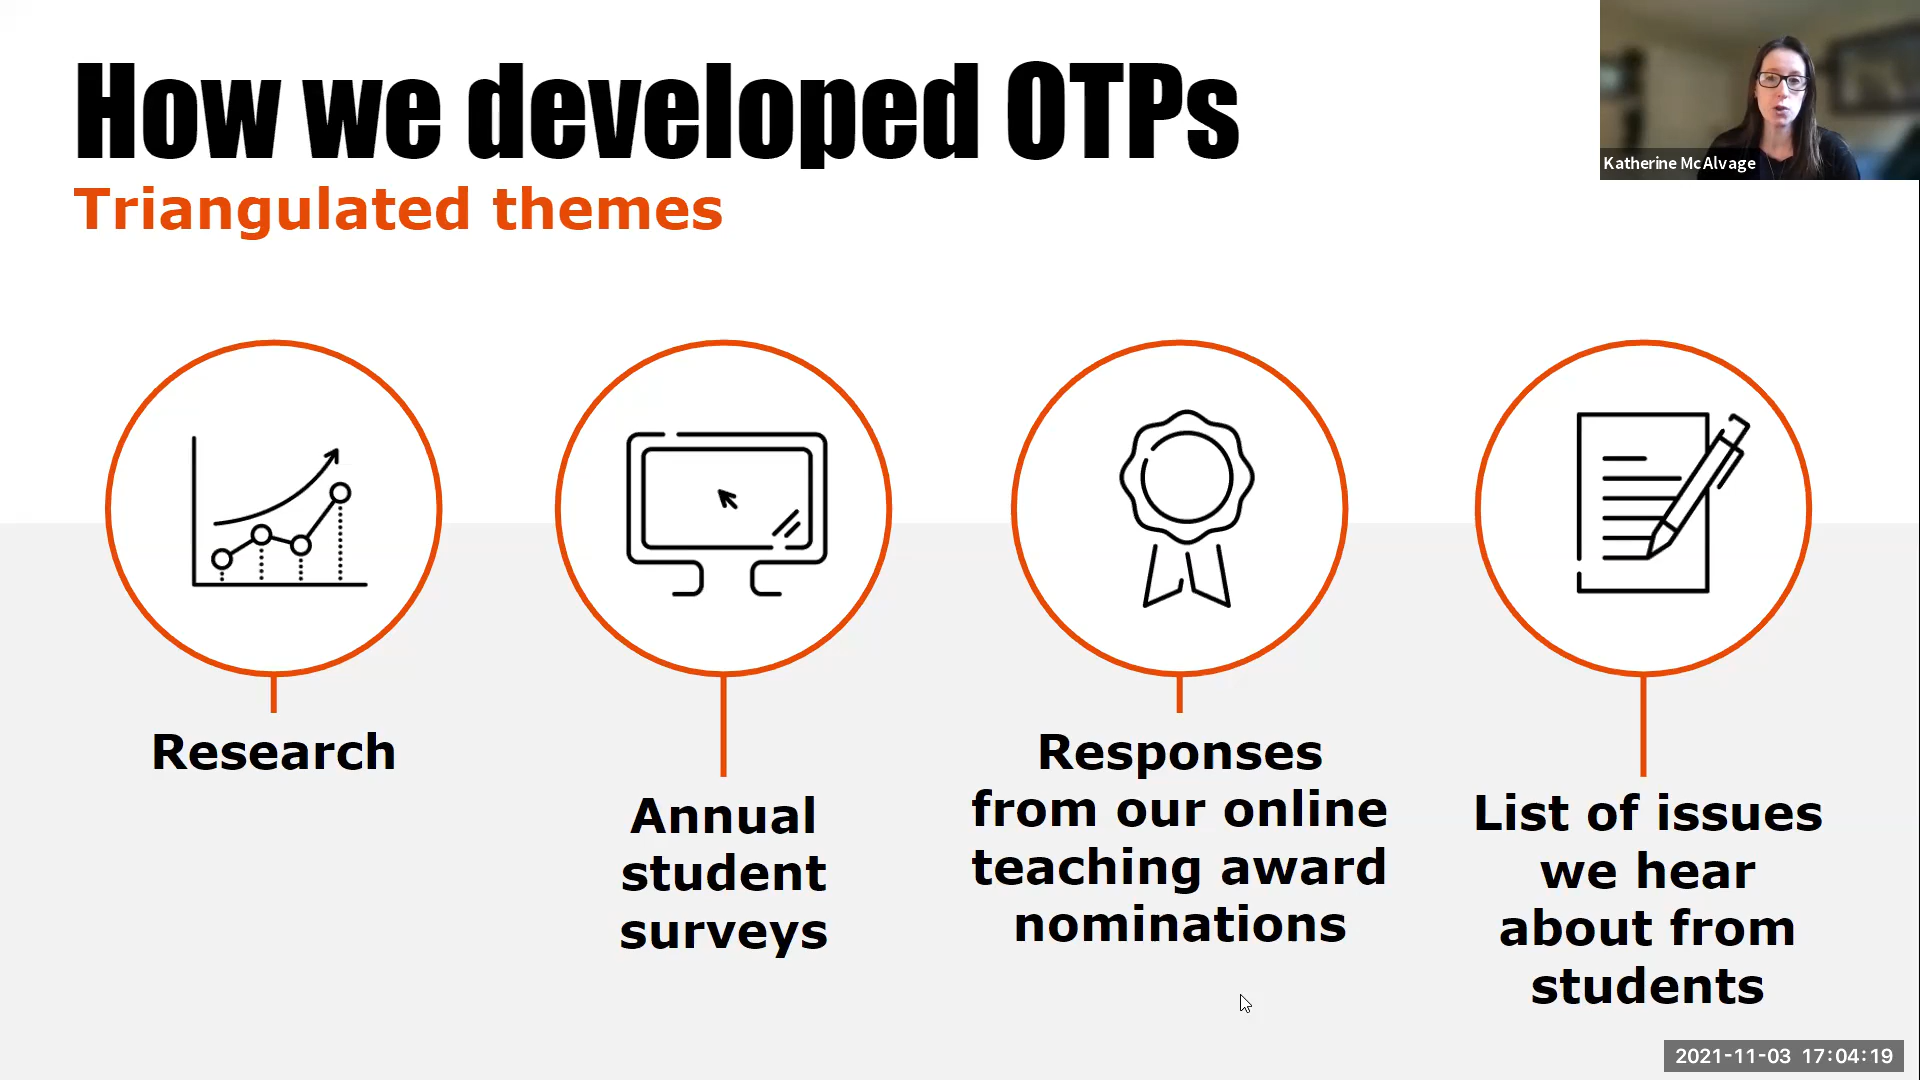 How we developed OTPs
Triangulated themes
Katherine McAlvage
Research
Annual
student
surveys
Responses
from our online
teaching award
nominations
List of issues
we hear
about from
students
2021-11-03 17:04:19